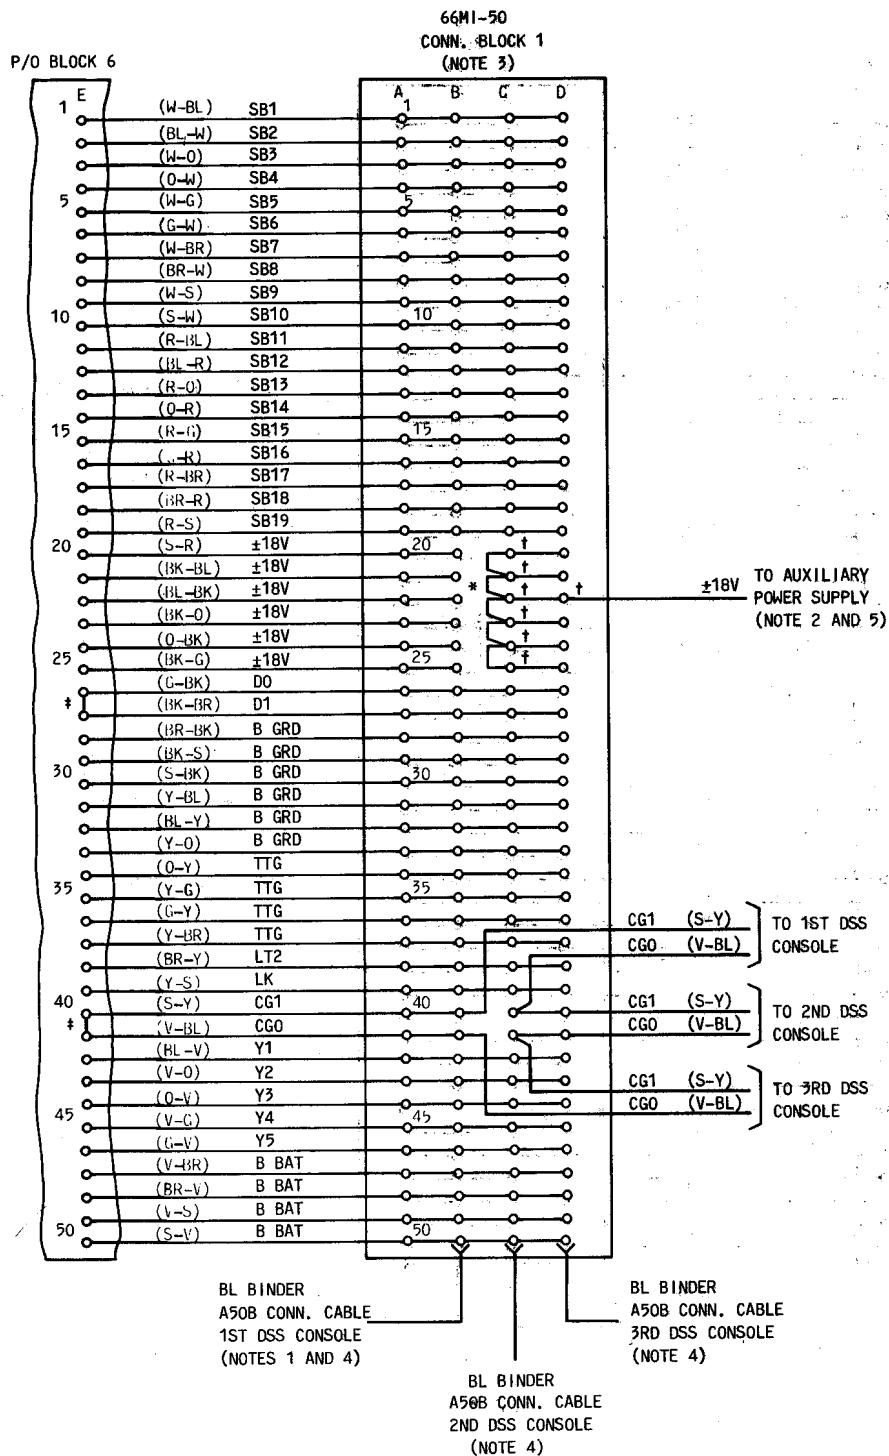 66MI-50
CONN. BLOCK 1
(NOTE 3)
P/O BLOCK 6
E
A B C D
1 (W-BL) SB1 1
(BL-W) SB2
(W-O) SB3
(O-W) SB4
5 (W-G) SB5 5
(G-W) SB6
(W-BR) SB7
(BR-W) SB8
(W-S) SB9
10 (S-W) SB10 10
(R-BL) SB11
(BL-R) SB12
(R-O) SB13
(O-R) SB14
15 (R-G) SB15 15
SB16
(R-BR) SB17
(BR-R) SB18
(R-S) SB19
20 (S-R) ±18V 20 †
(BK-BL) ±18V †
(BL-BK) ±18V * † † ±18V TO AUXILIARY
POWER SUPPLY
(NOTE 2 AND 5)
(BK-O) ±18V †
(O-BK) ±18V †
25 (BK-G) ±18V 25 †
(G-BK) D0
‡ (BK-BR) D1
(BR-BK) B GRD
(BK-S) B GRD
30 (S-BK) B GRD 30
(Y-BL) B GRD
(BL-Y) B GRD
(Y-O) B GRD
(O-Y) TTG
35 (Y-G) TTG 35
(G-Y) TTG
(Y-BR) TTG
(BR-Y) LT2
(Y-S) LK
40 (S-Y) CG1 40
‡ (V-BL) CG0
(BL-V) Y1
(V-O) Y2
(O-V) Y3
45 (V-G) Y4 45
(G-V) Y5
(V-BR) B BAT
(BR-V) B BAT
(V-S) B BAT
50 (S-V) B BAT 50
CG1 (S-Y) TO 1ST DSS
CG0 (V-BL) CONSOLE
CG1 (S-Y) TO 2ND DSS
CG0 (V-BL) CONSOLE
CG1 (S-Y) TO 3RD DSS
CG0 (V-BL) CONSOLE
BL BINDER
A50B CONN. CABLE
1ST DSS CONSOLE
(NOTES 1 AND 4)
BL BINDER
A50B CONN. CABLE
2ND DSS CONSOLE
(NOTE 4)
BL BINDER
A50B CONN. CABLE
3RD DSS CONSOLE
(NOTE 4)